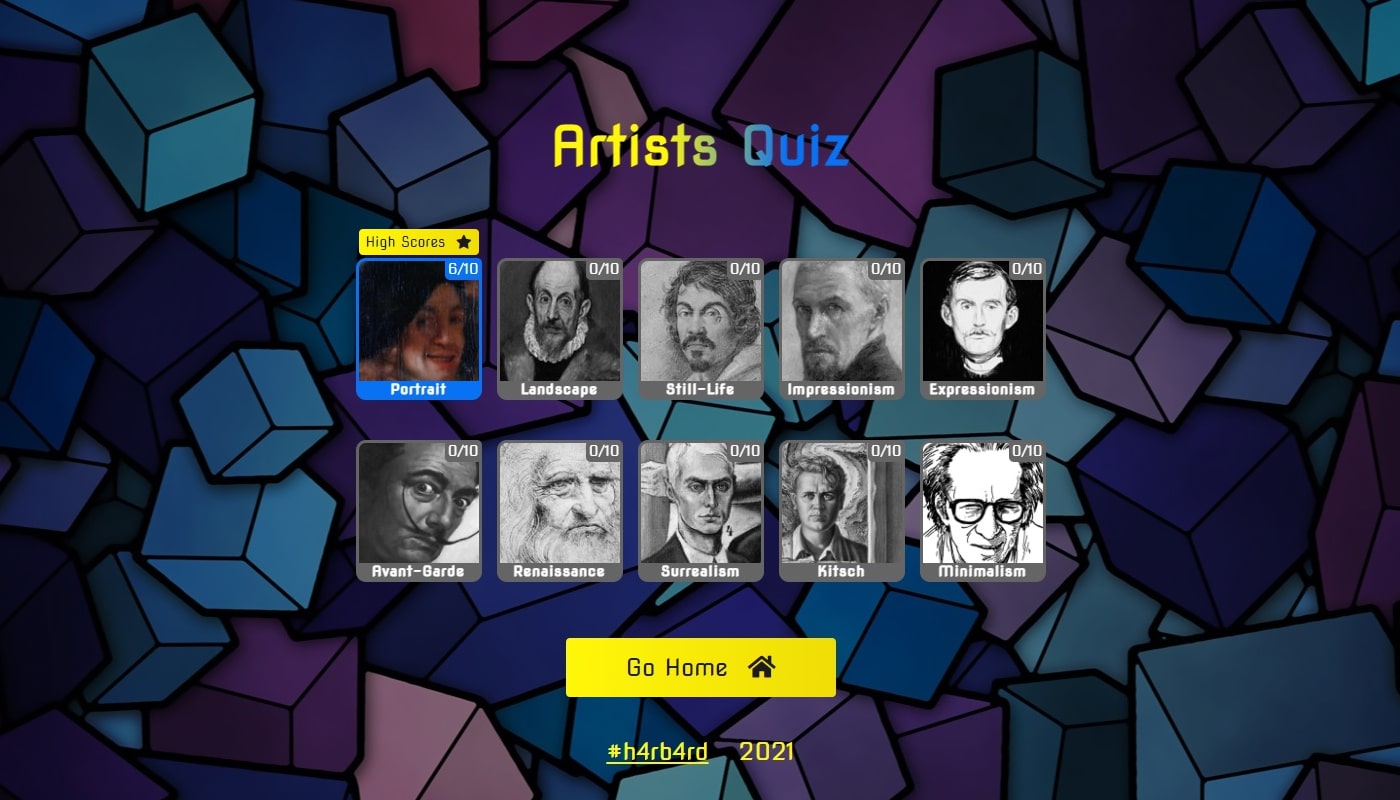 Artists Quiz
High Scores
6/10 0/10 0/10 0/10 0/10
Portrait Landscape Still-Life Impressionism Expressionism
0/10 0/10 0/10 0/10 0/10
Avant-Garde Renaissance Surrealism Kitsch Minimalism
Go Home
#h4rb4rd 2021